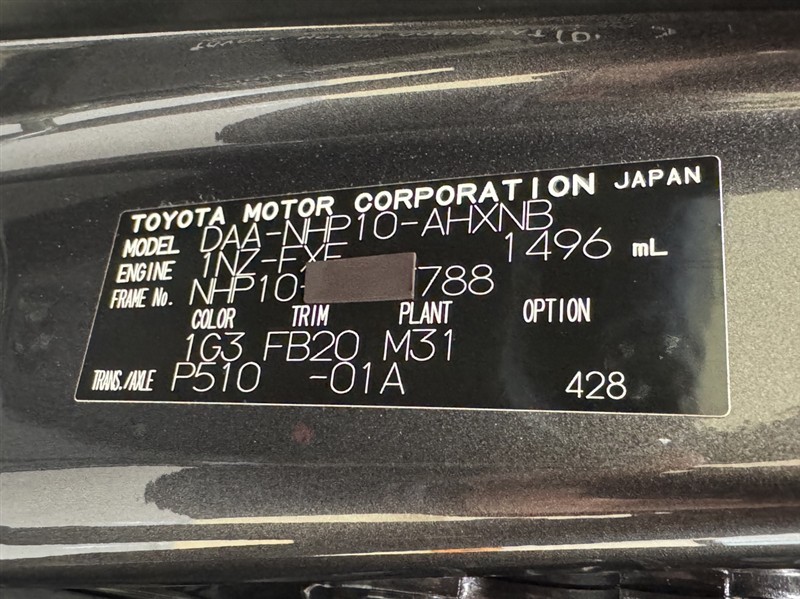 TOYOTA MOTOR CORPORATION JAPAN
MODEL DAA-NHP10-AHXNB
ENGINE 1NZ-FXE 1496 mL
FRAME No. NHP10- 788
COLOR TRIM PLANT OPTION
1G3 FB20 M31
TRANS./AXLE P510 -01A 428